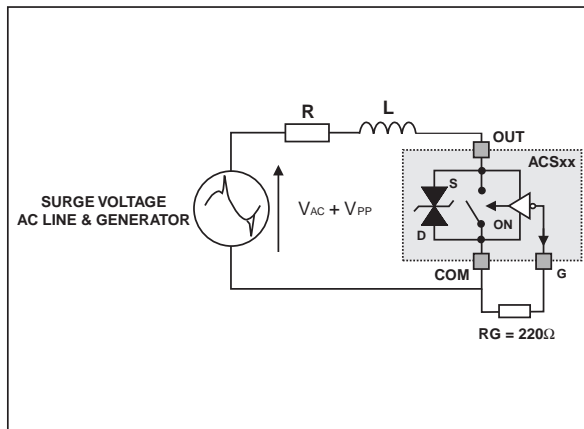 R
L
OUT
ACSxx
SURGE VOLTAGE
AC LINE & GENERATOR
VAC + VPP
S
D
ON
COM
G
RG = 220Ω